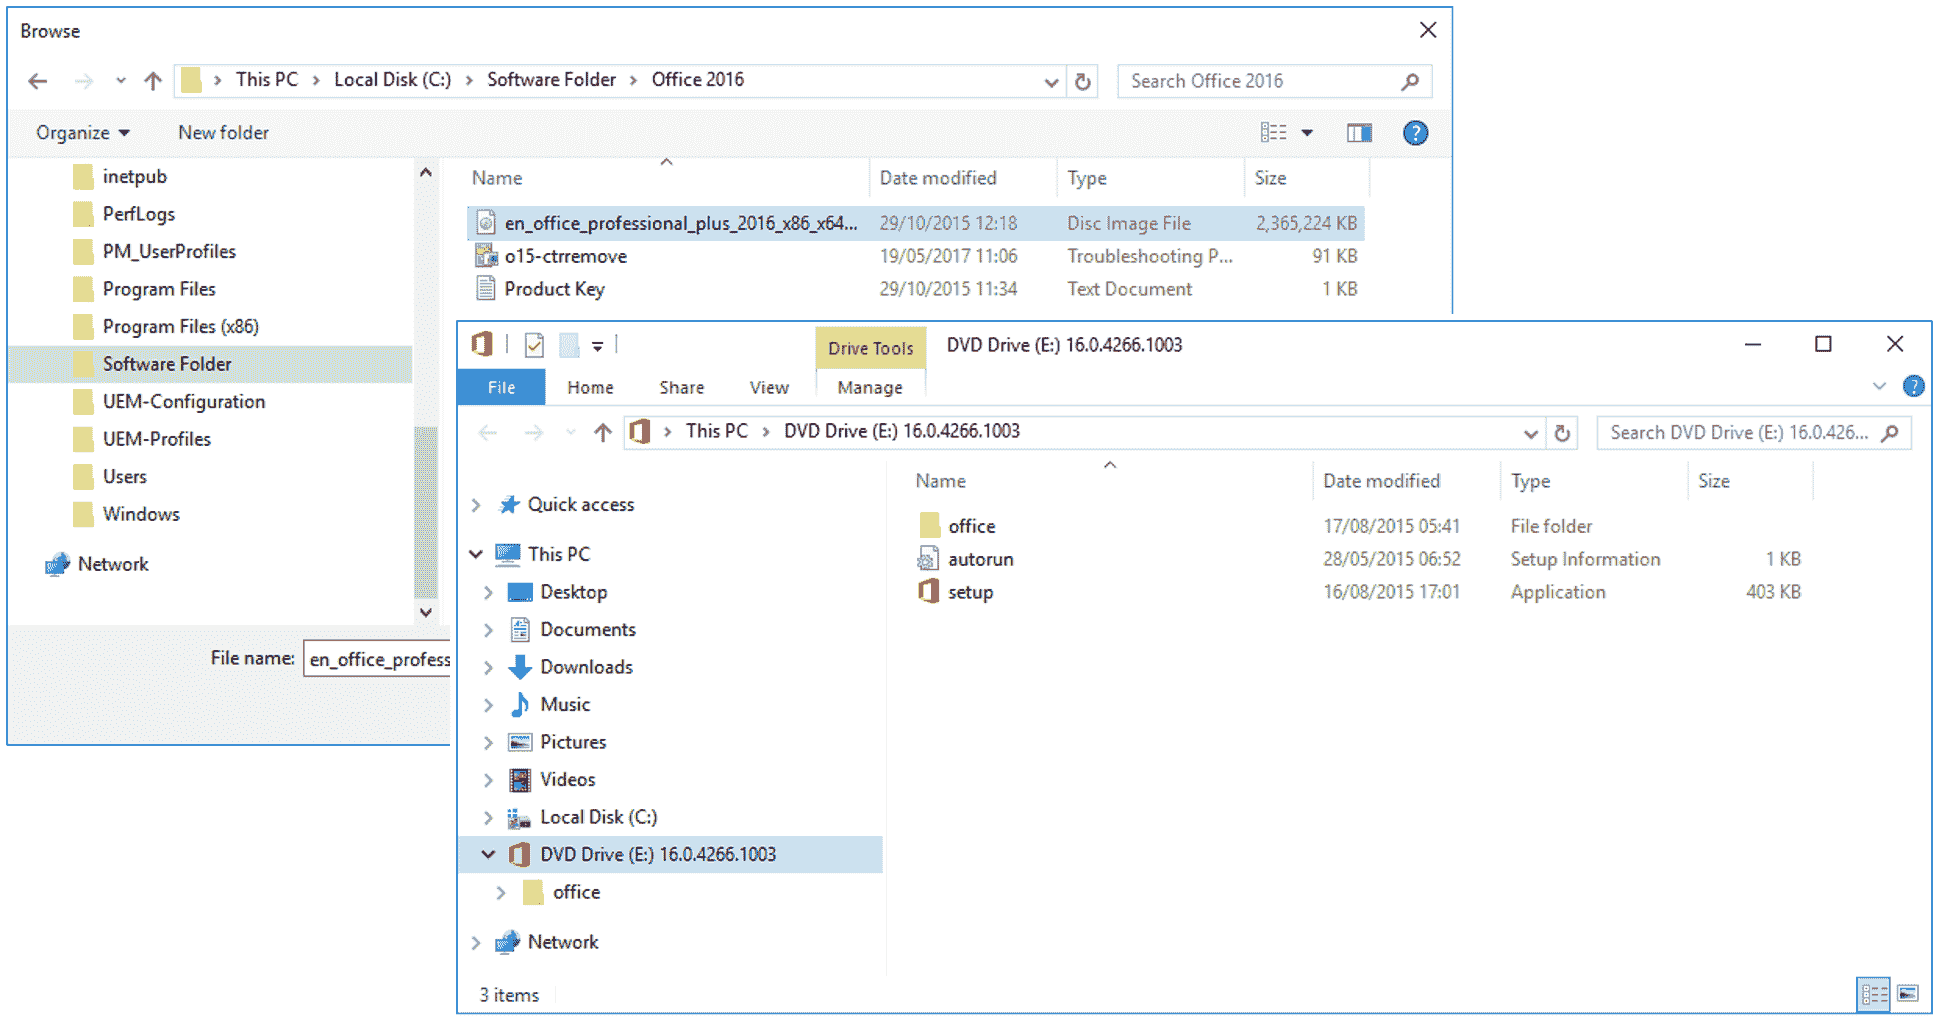 Browse
This PC > Local Disk (C:) > Software Folder > Office 2016
Search Office 2016
Organize
New folder
inetpub
PerfLogs
PM_UserProfiles
Program Files
Program Files (x86)
Software Folder
UEM-Configuration
UEM-Profiles
Users
Windows
Network
Name Date modified Type Size
en_office_professional_plus_2016_x86_x64... 29/10/2015 12:18 Disc Image File 2,365,224 KB
o15-ctrremove 19/05/2017 11:06 Troubleshooting P... 91 KB
Product Key 29/10/2015 11:34 Text Document 1 KB
File name: en_office_profess
Drive Tools DVD Drive (E:) 16.0.4266.1003
File Home Share View Manage
This PC > DVD Drive (E:) 16.0.4266.1003
Search DVD Drive (E:) 16.0.426...
Quick access
This PC
Desktop
Documents
Downloads
Music
Pictures
Videos
Local Disk (C:)
DVD Drive (E:) 16.0.4266.1003
office
Network
Name Date modified Type Size
office 17/08/2015 05:41 File folder
autorun 28/05/2015 06:52 Setup Information 1 KB
setup 16/08/2015 17:01 Application 403 KB
3 items